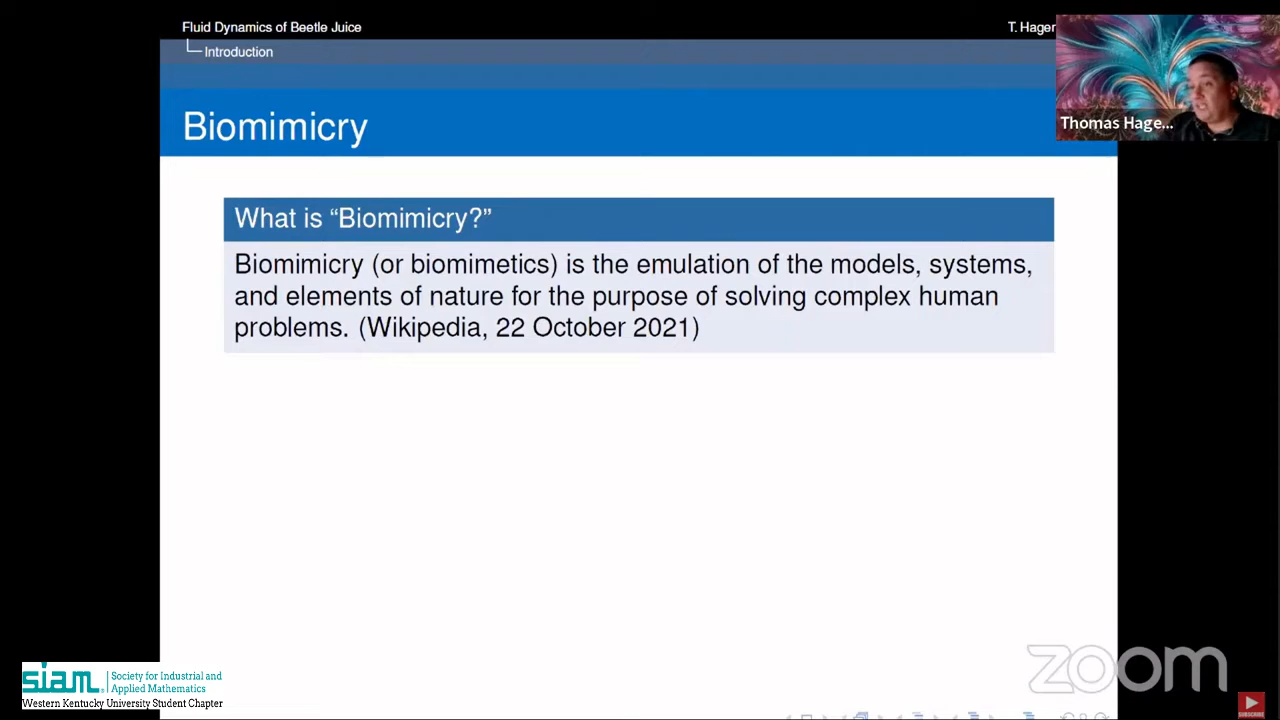 Fluid Dynamics of Beetle Juice
T. Hager
Introduction
Thomas Hage...
Biomimicry
What is “Biomimicry?”
Biomimicry (or biomimetics) is the emulation of the models, systems,
and elements of nature for the purpose of solving complex human
problems. (Wikipedia, 22 October 2021)
zoom
siam. Society for Industrial and
Applied Mathematics
Western Kentucky University Student Chapter
SUBSCRIBE